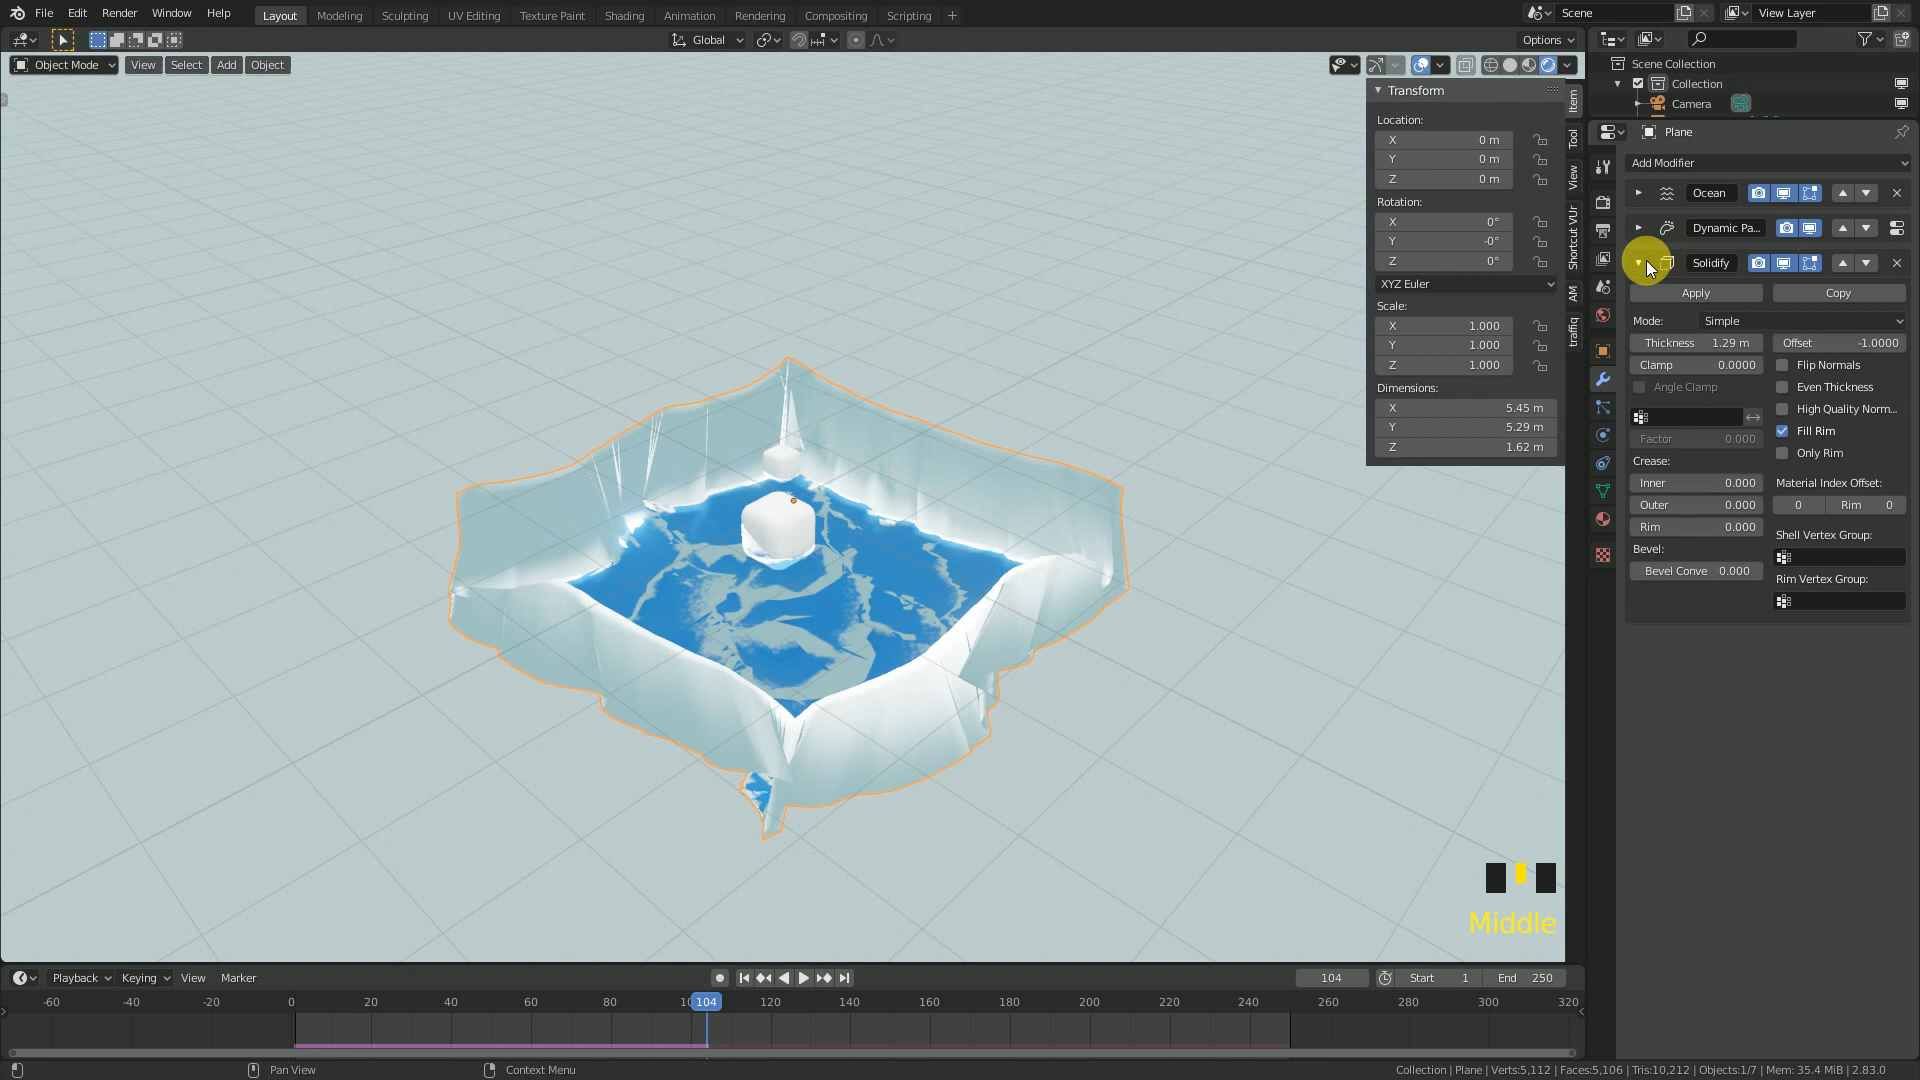 File Edit Render Window Help
Layout Modeling Sculpting UV Editing Texture Paint Shading Animation Rendering Compositing Scripting +
Scene
View Layer
Global
Options
Object Mode View Select Add Object
Scene Collection
Collection
Camera
Plane
Add Modifier
Ocean
Dynamic Pa...
Solidify
Apply Copy
Mode: Simple
Thickness 1.29 m Offset -1.0000
Clamp 0.0000 Flip Normals
Angle Clamp Even Thickness
High Quality Norm...
Factor 0.000 Fill Rim
Crease: Only Rim
Inner 0.000 Material Index Offset:
Outer 0.000 0 Rim 0
Rim 0.000
Bevel: Shell Vertex Group:
Bevel Conve 0.000 Rim Vertex Group:
Transform
Location:
X 0 m
Y 0 m
Z 0 m
Rotation:
X 0°
Y -0°
Z 0°
XYZ Euler
Scale:
X 1.000
Y 1.000
Z 1.000
Dimensions:
X 5.45 m
Y 5.29 m
Z 1.62 m
Item
Tool
View
Shortcut VUr
AM
traffiq
Middle
Playback Keying View Marker
104 Start 1 End 250
-60 -40 -20 0 20 40 60 80 10 104 120 140 160 180 200 220 240 260 280 300 320
Pan View Context Menu
Collection | Plane | Verts:5,112 | Faces:5,106 | Tris:10,212 | Objects:1/7 | Mem: 35.4 MiB | 2.83.0